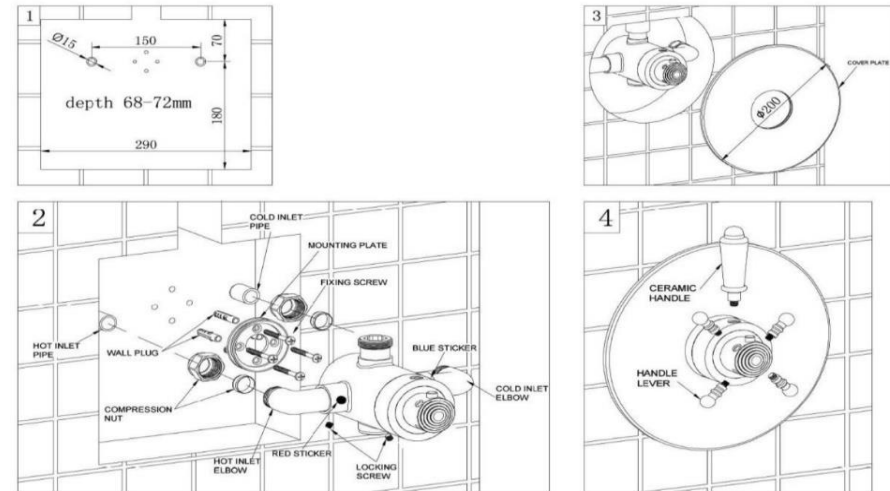 1
Ø15
150
70
depth 68-72mm
180
290
3
COVER PLATE
Ø200
2
COLD INLET
PIPE
MOUNTING PLATE
FIXING SCREW
HOT INLET
PIPE
WALL PLUG
BLUE STICKER
COLD INLET
ELBOW
COMPRESSION
NUT
HOT INLET
ELBOW
RED STICKER
LOCKING
SCREW
4
CERAMIC
HANDLE
HANDLE
LEVER